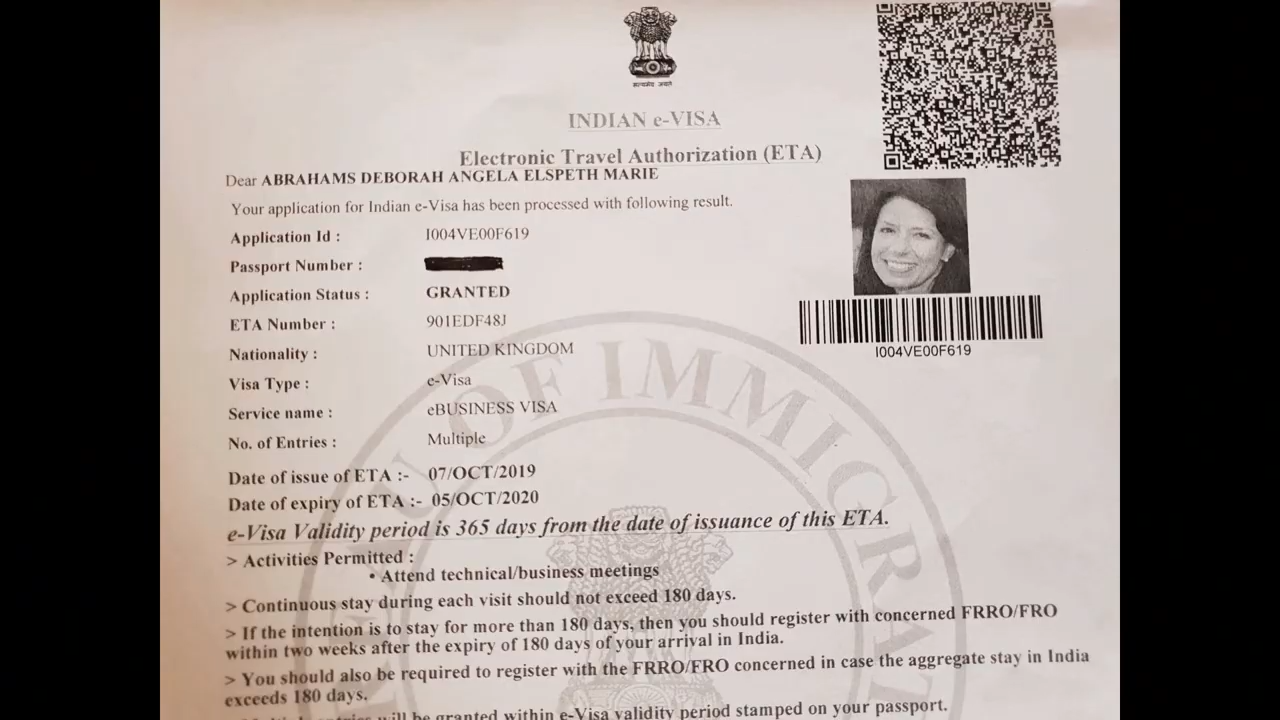 सत्यमेव जयते
INDIAN e-VISA
Electronic Travel Authorization (ETA)
Dear ABRAHAMS DEBORAH ANGELA ELSPETH MARIE
Your application for Indian e-Visa has been processed with following result.
Application Id : I004VE00F619
Passport Number :
Application Status : GRANTED
ETA Number : 901EDF48J
Nationality : UNITED KINGDOM
Visa Type : e-Visa
Service name : eBUSINESS VISA
No. of Entries : Multiple
I004VE00F619
Date of issue of ETA :- 07/OCT/2019
Date of expiry of ETA :- 05/OCT/2020
e-Visa Validity period is 365 days from the date of issuance of this ETA.
> Activities Permitted :
• Attend technical/business meetings
> Continuous stay during each visit should not exceed 180 days.
> If the intention is to stay for more than 180 days, then you should register with concerned FRRO/FRO
within two weeks after the expiry of 180 days of your arrival in India.
> You should also be required to register with the FRRO/FRO concerned in case the aggregate stay in India
exceeds 180 days.
will be granted within e-Visa validity period stamped on your passport.
OF IMMIGRAT